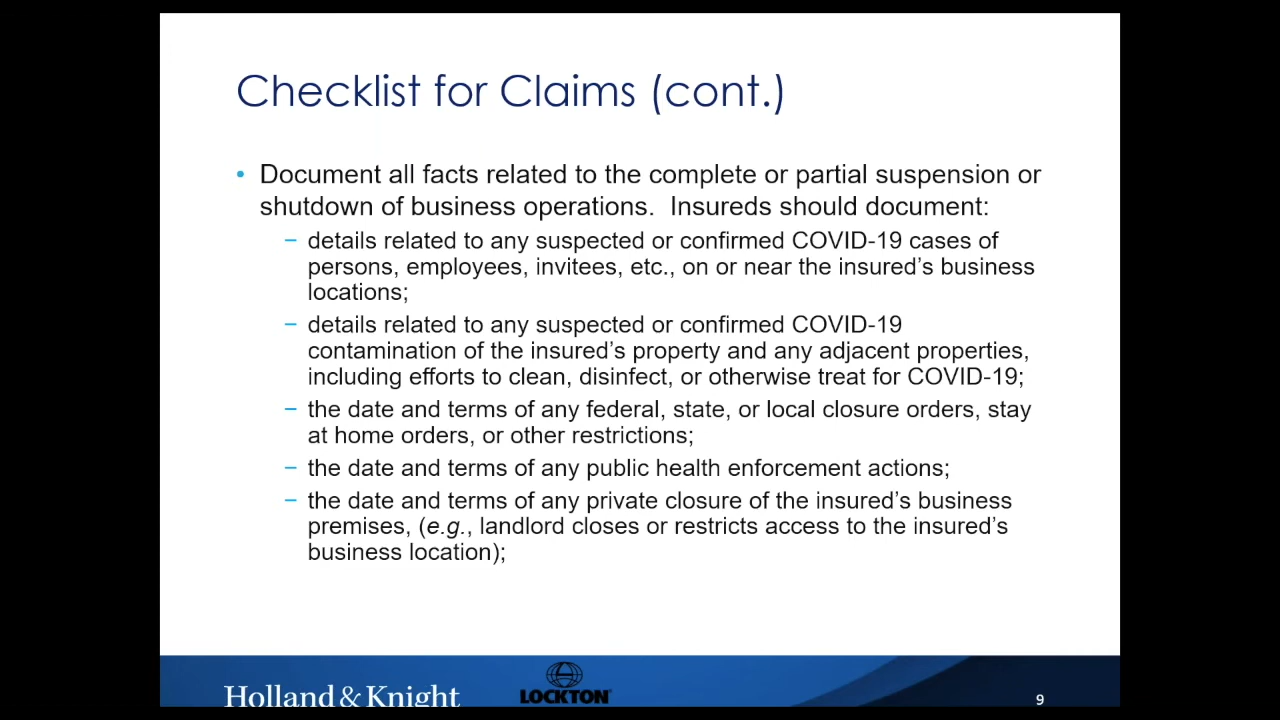 Checklist for Claims (cont.)
• Document all facts related to the complete or partial suspension or
shutdown of business operations.  Insureds should document:
− details related to any suspected or confirmed COVID-19 cases of
persons, employees, invitees, etc., on or near the insured’s business
locations;
− details related to any suspected or confirmed COVID-19
contamination of the insured’s property and any adjacent properties,
including efforts to clean, disinfect, or otherwise treat for COVID-19;
− the date and terms of any federal, state, or local closure orders, stay
at home orders, or other restrictions;
− the date and terms of any public health enforcement actions;
− the date and terms of any private closure of the insured’s business
premises, (e.g., landlord closes or restricts access to the insured’s
business location);
Holland & Knight
LOCKTON
9